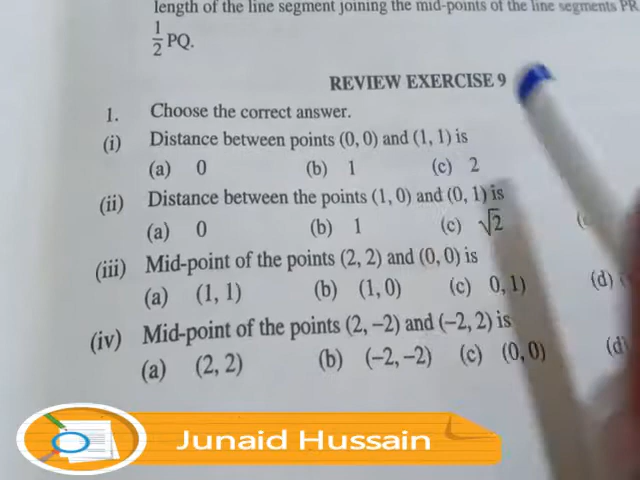 length of the line segment joining the mid-points of the line segments PR
1/2 PQ.
REVIEW EXERCISE 9
1. Choose the correct answer.
(i) Distance between points (0, 0) and (1, 1) is
(a) 0 (b) 1 (c) 2
(ii) Distance between the points (1, 0) and (0, 1) is
(a) 0 (b) 1 (c) √2
(iii) Mid-point of the points (2, 2) and (0, 0) is
(a) (1, 1) (b) (1, 0) (c) 0, 1) (d)
(iv) Mid-point of the points (2, −2) and (−2, 2) is
(a) (2, 2) (b) (−2, −2) (c) (0, 0) (d)
Junaid Hussain